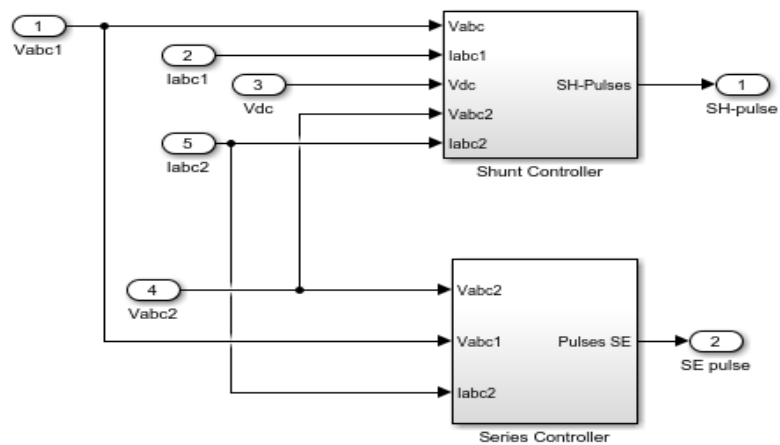 1
Vabc1
2
Iabc1
3
Vdc
5
Iabc2
Vabc
Iabc1
Vdc
Vabc2
Iabc2
SH-Pulses
Shunt Controller
1
SH-pulse
4
Vabc2
Vabc2
Vabc1
Iabc2
Pulses SE
Series Controller
2
SE pulse